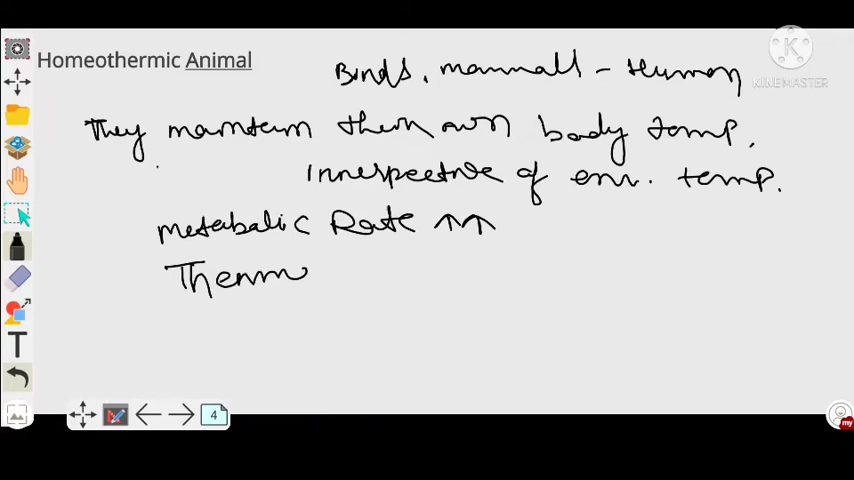 Homeothermic Animal
Birds, mammals - Human
K
KINEMASTER
They maintain their own body temp.
Irrespective of env. temp.
metabolic Rate ↑↑
Therm
T
4
my